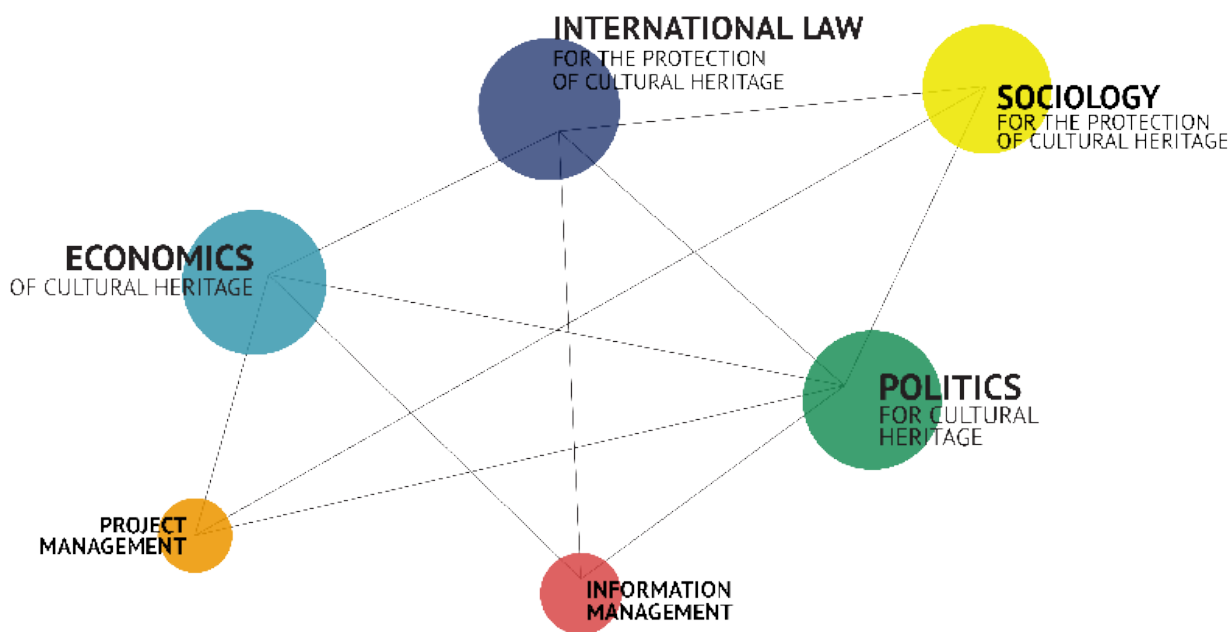 INTERNATIONAL LAW
FOR THE PROTECTION
OF CULTURAL HERITAGE
SOCIOLOGY
FOR THE PROTECTION
OF CULTURAL HERITAGE
ECONOMICS
OF CULTURAL HERITAGE
POLITICS
FOR CULTURAL
HERITAGE
PROJECT
MANAGEMENT
INFORMATION
MANAGEMENT